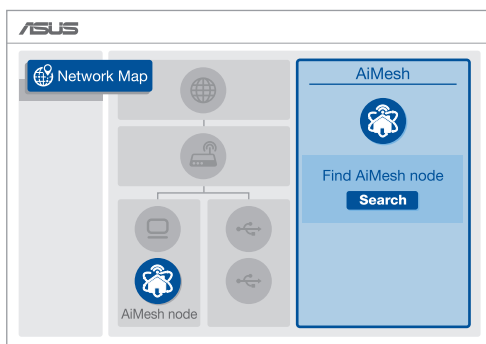 ASUS
Network Map
AiMesh
Find AiMesh node
Search
AiMesh node